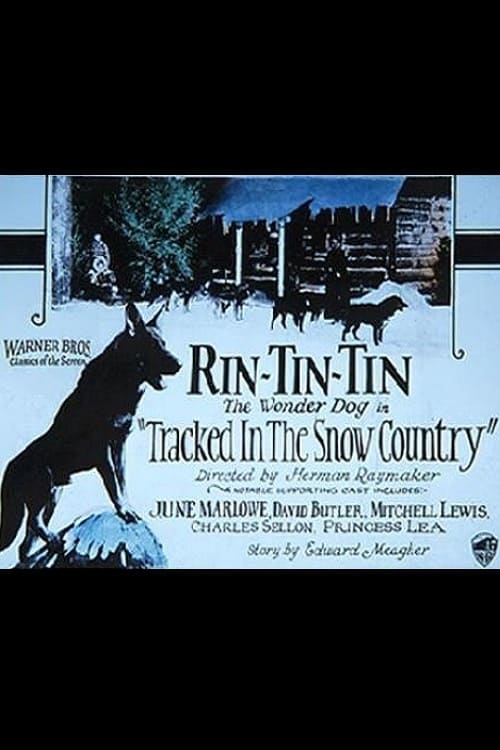 WARNER BROS
Classics of the Screen
RIN-TIN-TIN
The Wonder Dog in
"Tracked In The Snow Country"
Directed by Herman Raymaker
A NOTABLE SUPPORTING CAST INCLUDES:-
JUNE MARLOWE, DAVID BUTLER, MITCHELL LEWIS,
CHARLES SELLON, PRINCESS LEA
Story by Edward Meagher